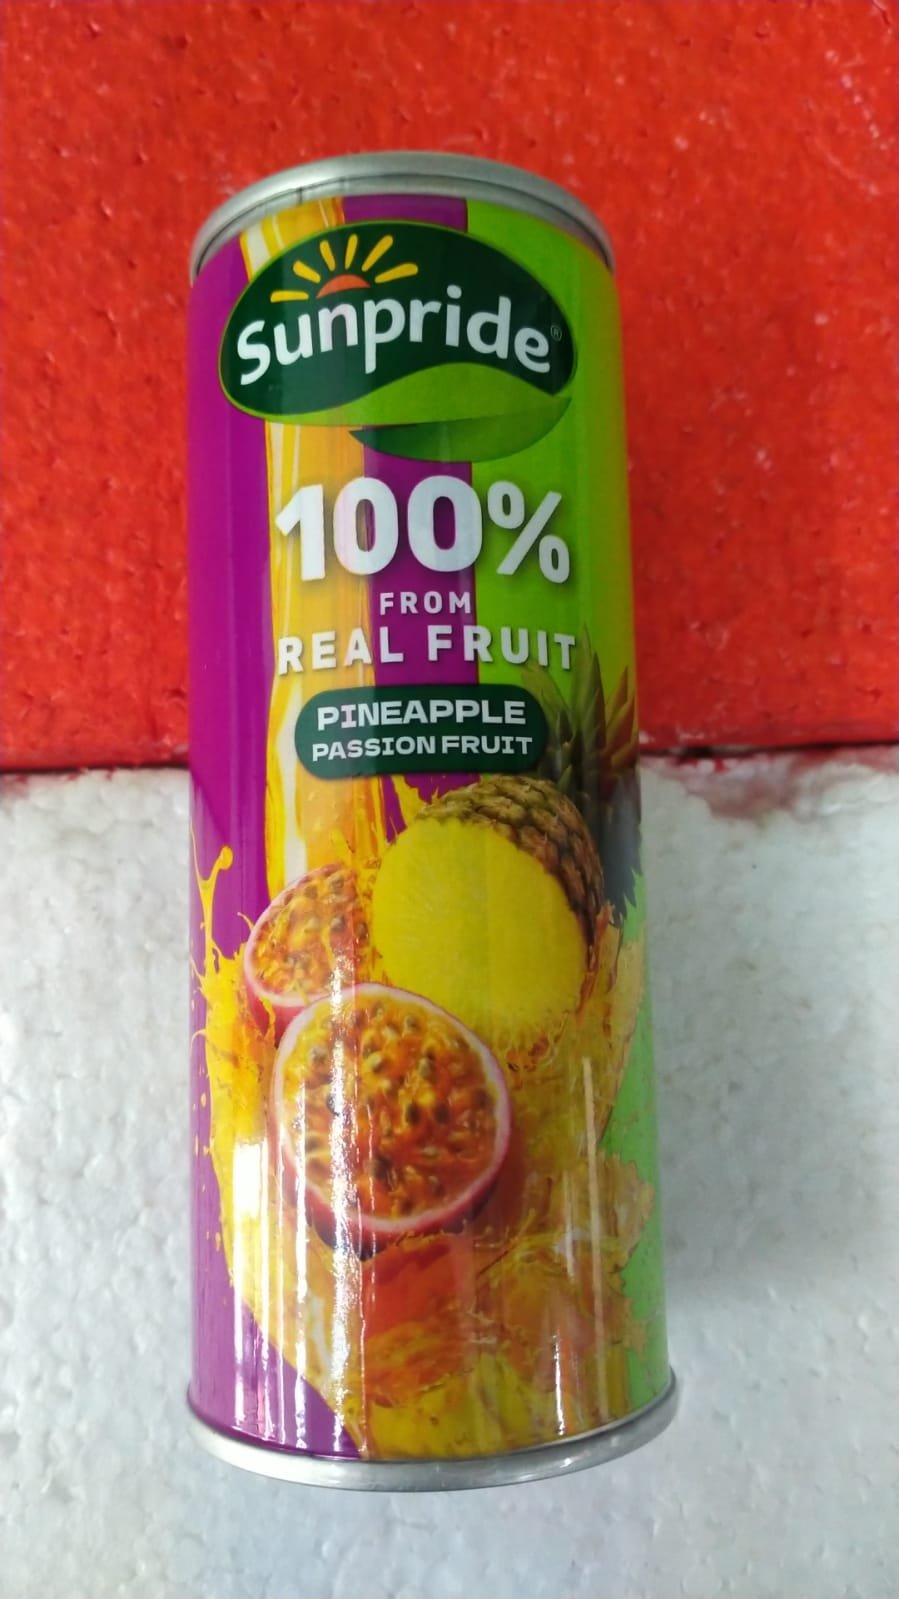 Sunpride®
100%
FROM
REAL FRUIT
PINEAPPLE
PASSION FRUIT